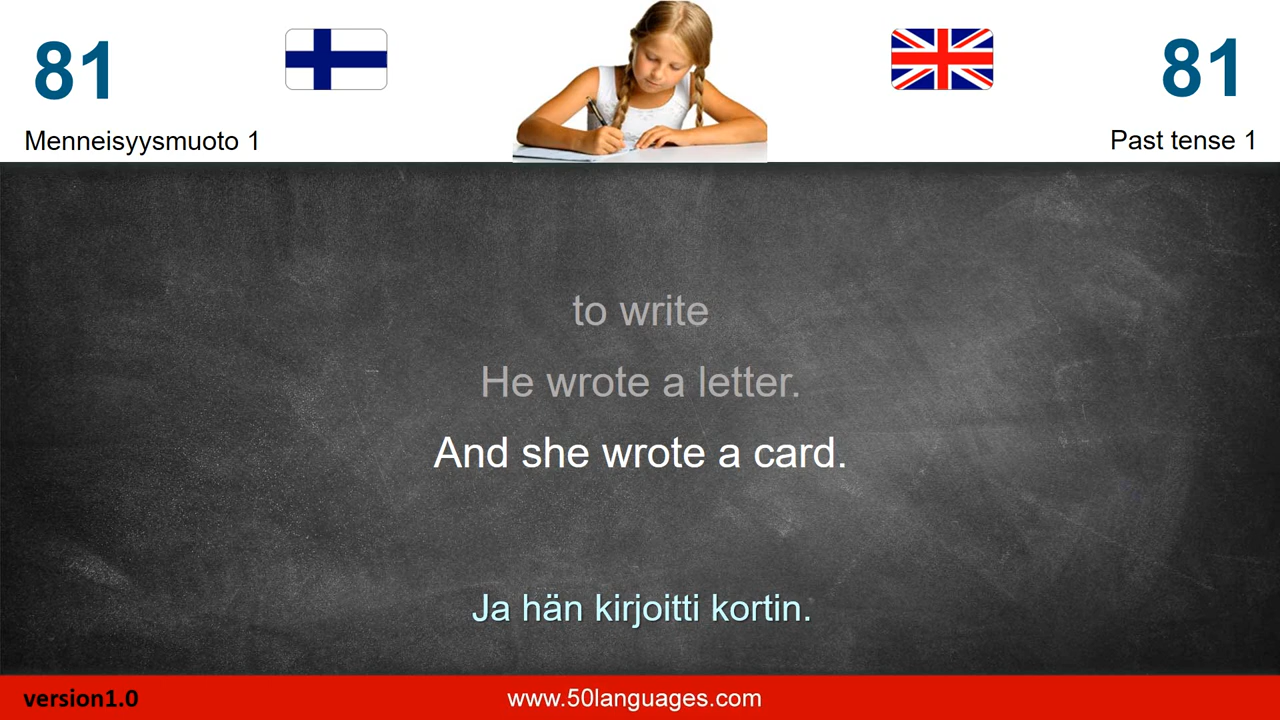 81
81
Menneisyysmuoto 1
Past tense 1
to write
He wrote a letter.
And she wrote a card.
Ja hän kirjoitti kortin.
version1.0
www.50languages.com